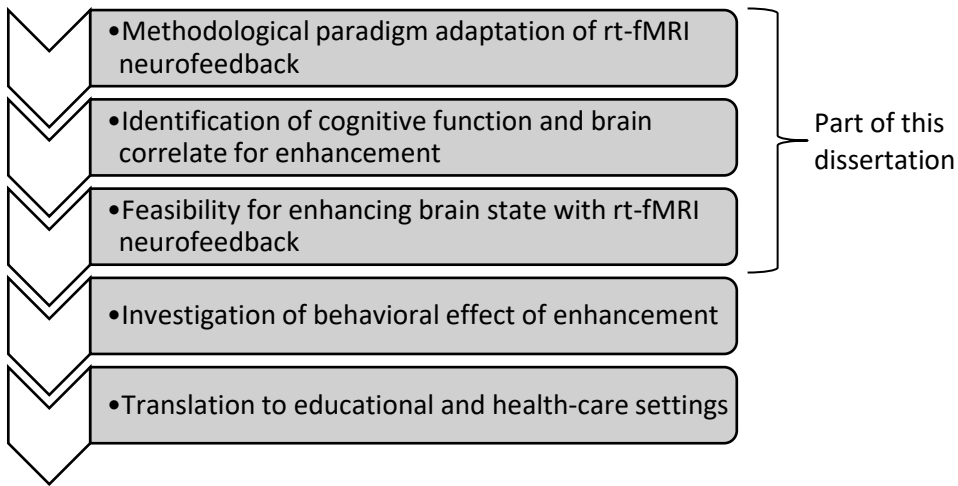 •Methodological paradigm adaptation of rt-fMRI
neurofeedback
•Identification of cognitive function and brain
correlate for enhancement
•Feasibility for enhancing brain state with rt-fMRI
neurofeedback
•Investigation of behavioral effect of enhancement
•Translation to educational and health-care settings
Part of this
dissertation